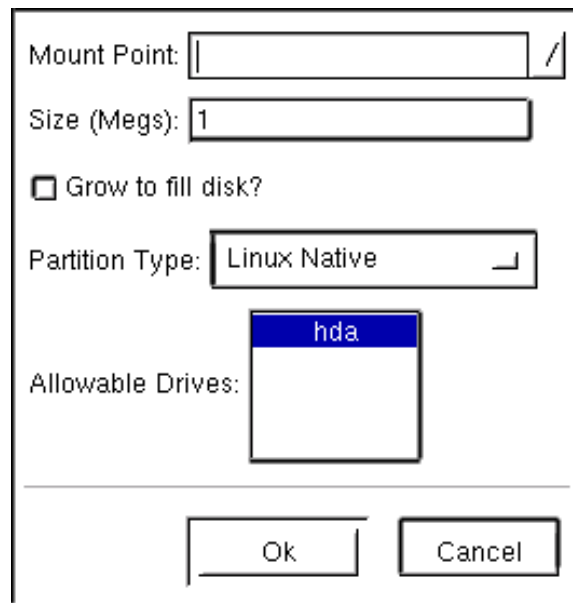 Mount Point: /
Size (Megs): 1
Grow to fill disk?
Partition Type: Linux Native
hda
Allowable Drives:
Ok Cancel